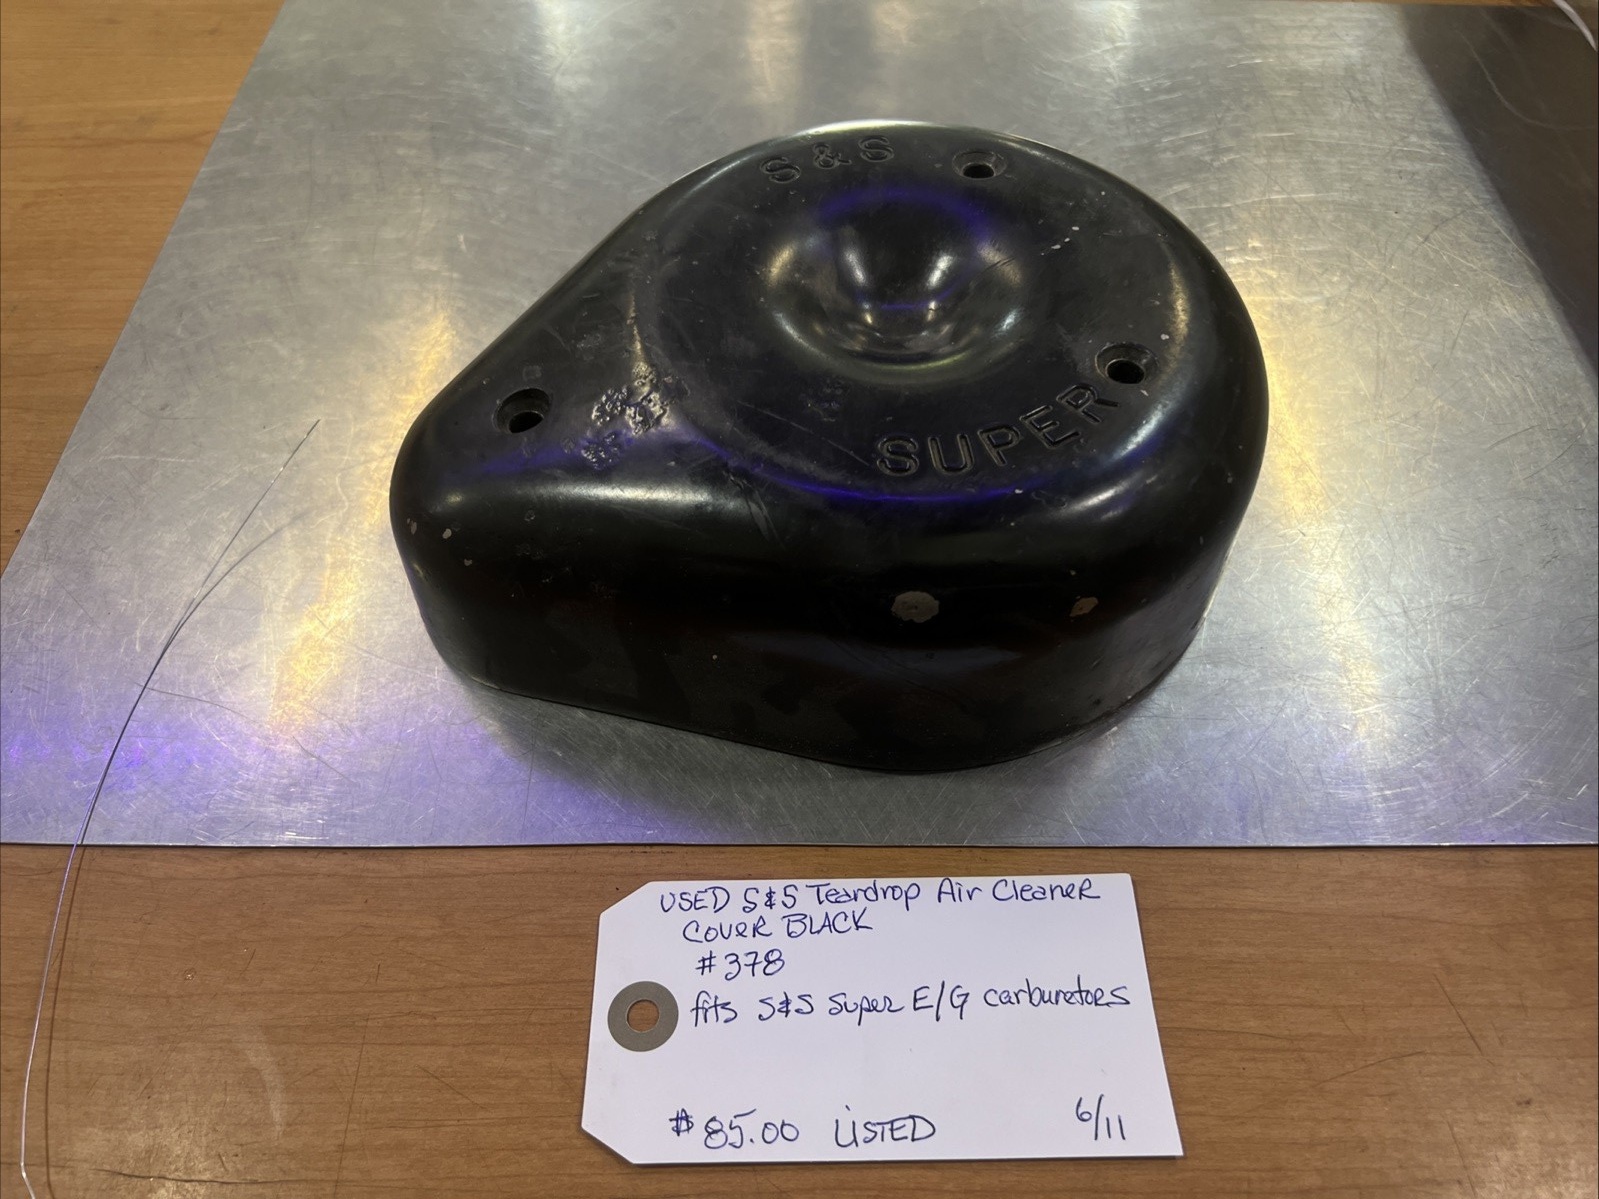 S&S
SUPER
USED S&S Teardrop Air Cleaner
Cover BLACK
#378
fits S&S Super E/G carburetors
$85.00 LISTED
6/11